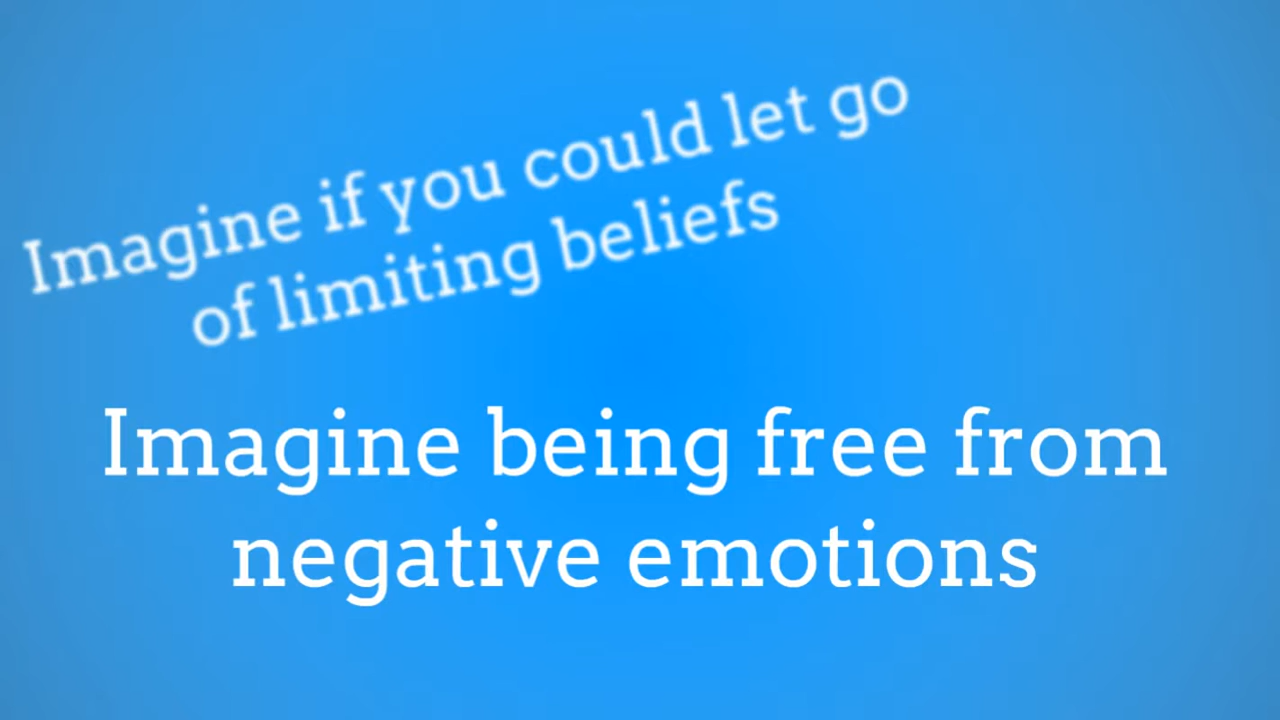 Imagine if you could let go
of limiting beliefs
Imagine being free from
negative emotions